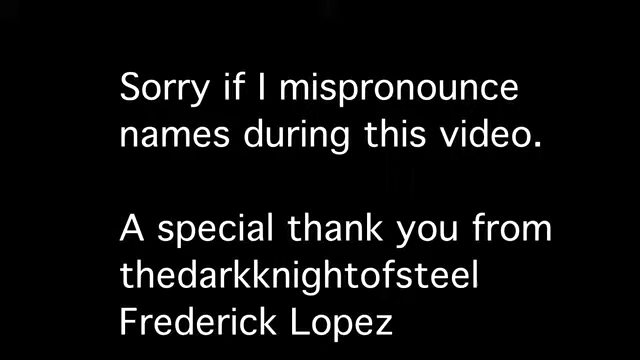 Sorry if I mispronounce
names during this video.
A special thank you from
thedarkknightofsteel
Frederick Lopez